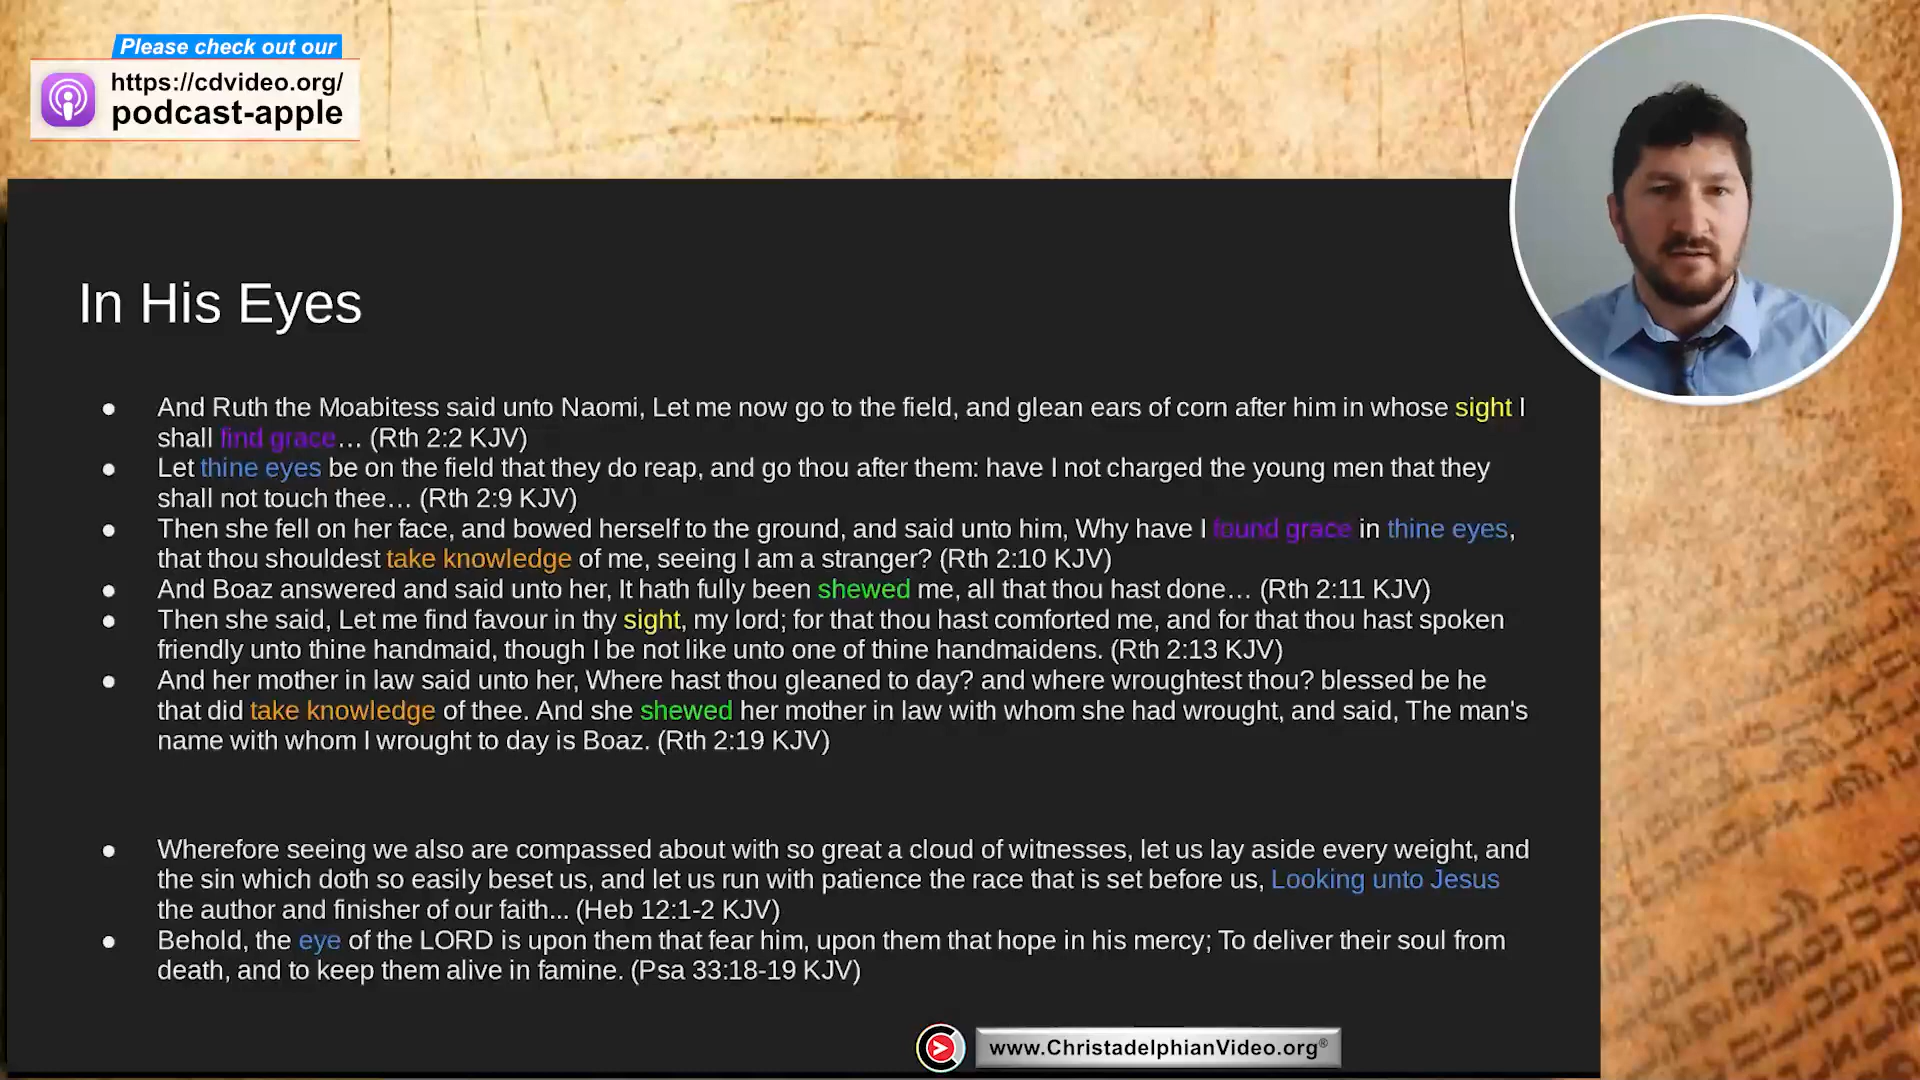 Please check out our
https://cdvideo.org/
podcast-apple
In His Eyes
● And Ruth the Moabitess said unto Naomi, Let me now go to the field, and glean ears of corn after him in whose sight I
shall find grace… (Rth 2:2 KJV)
● Let thine eyes be on the field that they do reap, and go thou after them: have I not charged the young men that they
shall not touch thee… (Rth 2:9 KJV)
● Then she fell on her face, and bowed herself to the ground, and said unto him, Why have I found grace in thine eyes,
that thou shouldest take knowledge of me, seeing I am a stranger? (Rth 2:10 KJV)
● And Boaz answered and said unto her, It hath fully been shewed me, all that thou hast done… (Rth 2:11 KJV)
● Then she said, Let me find favour in thy sight, my lord; for that thou hast comforted me, and for that thou hast spoken
friendly unto thine handmaid, though I be not like unto one of thine handmaidens. (Rth 2:13 KJV)
● And her mother in law said unto her, Where hast thou gleaned to day? and where wroughtest thou? blessed be he
that did take knowledge of thee. And she shewed her mother in law with whom she had wrought, and said, The man's
name with whom I wrought to day is Boaz. (Rth 2:19 KJV)
● Wherefore seeing we also are compassed about with so great a cloud of witnesses, let us lay aside every weight, and
the sin which doth so easily beset us, and let us run with patience the race that is set before us, Looking unto Jesus
the author and finisher of our faith... (Heb 12:1-2 KJV)
● Behold, the eye of the LORD is upon them that fear him, upon them that hope in his mercy; To deliver their soul from
death, and to keep them alive in famine. (Psa 33:18-19 KJV)
www.ChristadelphianVideo.org®